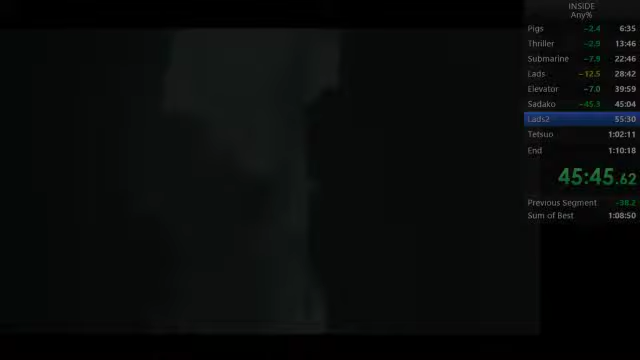 INSIDE
Any%
Pigs -2.4 6:35
Thriller -2.9 13:46
Submarine -7.9 22:46
Lads -12.5 28:42
Elevator -7.0 39:59
Sadako -45.3 45:04
Lads2 55:30
Tetsuo 1:02:11
End 1:10:18
45:45.62
Previous Segment -38.2
Sum of Best 1:08:50